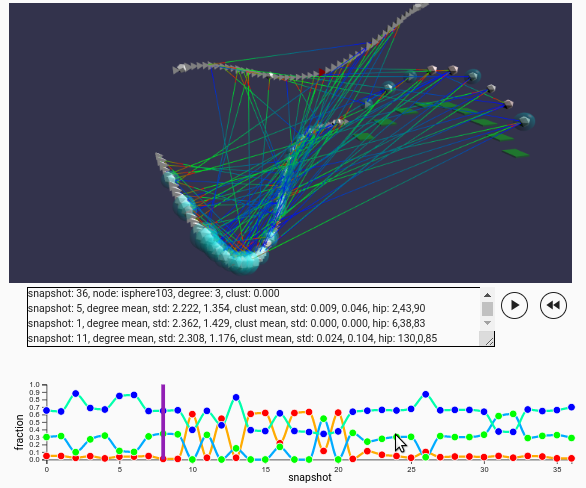 snapshot: 36, node: isphere103, degree: 3, clust: 0.000
snapshot: 5, degree mean, std: 2.222, 1.354, clust mean, std: 0.009, 0.046, hip: 2,43,90
snapshot: 1, degree mean, std: 2.362, 1.429, clust mean, std: 0.000, 0.000, hip: 6,38,83
snapshot: 11, degree mean, std: 2.308, 1.176, clust mean, std: 0.024, 0.104, hip: 130,0,85
1.0
0.9
0.8
0.7
0.6
0.5
0.4
0.3
0.2
0.1
0.0
fraction
0 5 10 15 20 25 30 35 36
snapshot